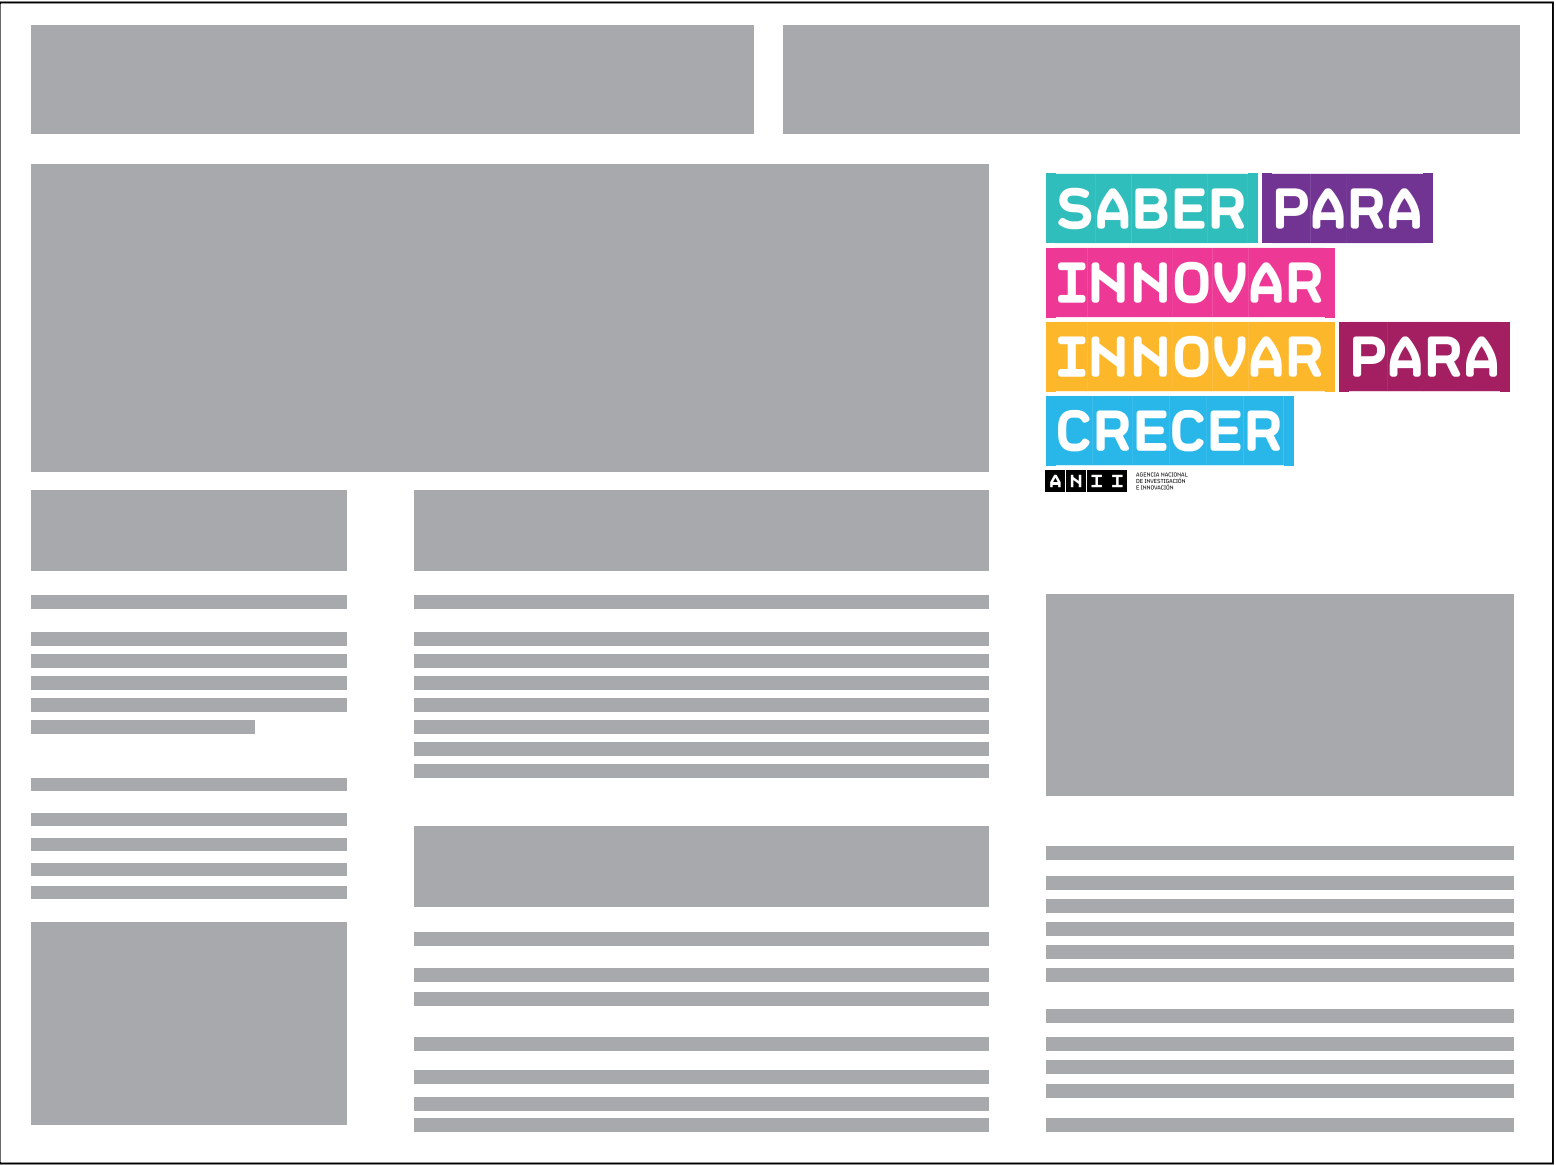 SABER PARA
INNOVAR
INNOVAR PARA
CRECER
ANII
AGENCIA NACIONAL
DE INVESTIGACIÓN
E INNOVACIÓN